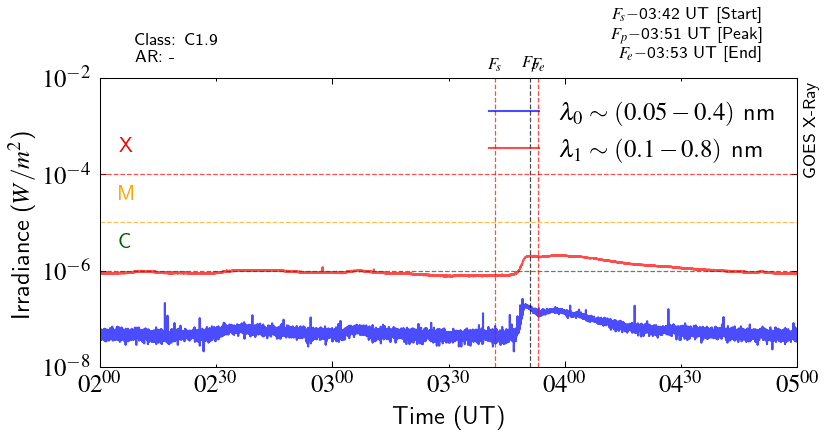 Class: C1.9
AR: -
Fs−03:42 UT [Start]
Fp−03:51 UT [Peak]
Fe−03:53 UT [End]
Fs
Fp
Fe
10−2
10−4
10−6
10−8
Irradiance (W/m2)
X
M
C
λ0 ∼ (0.05 − 0.4) nm
λ1 ∼ (0.1 − 0.8) nm
GOES X-Ray
0200 0230 0300 0330 0400 0430 0500
Time (UT)